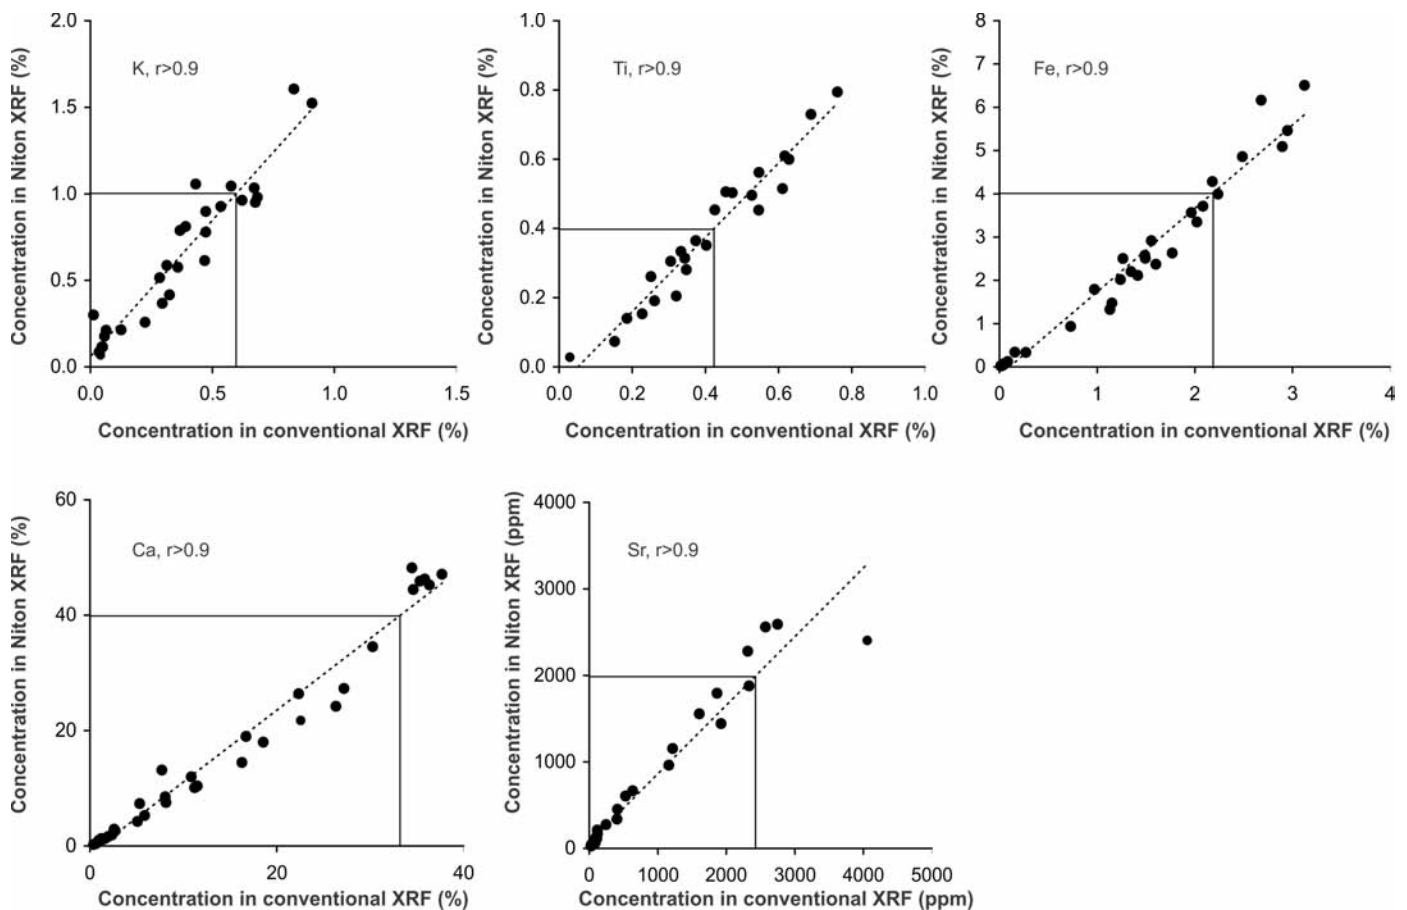 K, r>0.9
Concentration in Niton XRF (%)
2.0
1.5
1.0
0.5
0.0
0.0 0.5 1.0 1.5
Concentration in conventional XRF (%)
Ti, r>0.9
Concentration in Niton XRF (%)
1.0
0.8
0.6
0.4
0.2
0.0
0.0 0.2 0.4 0.6 0.8 1.0
Concentration in conventional XRF (%)
Fe, r>0.9
Concentration in Niton XRF (%)
8
7
6
5
4
3
2
1
0
0 1 2 3 4
Concentration in conventional XRF (%)
Ca, r>0.9
Concentration in Niton XRF (%)
60
40
20
0
0 20 40
Concentration in conventional XRF (%)
Sr, r>0.9
Concentration in Niton XRF (ppm)
4000
3000
2000
1000
0
0 1000 2000 3000 4000 5000
Concentration in conventional XRF (ppm)